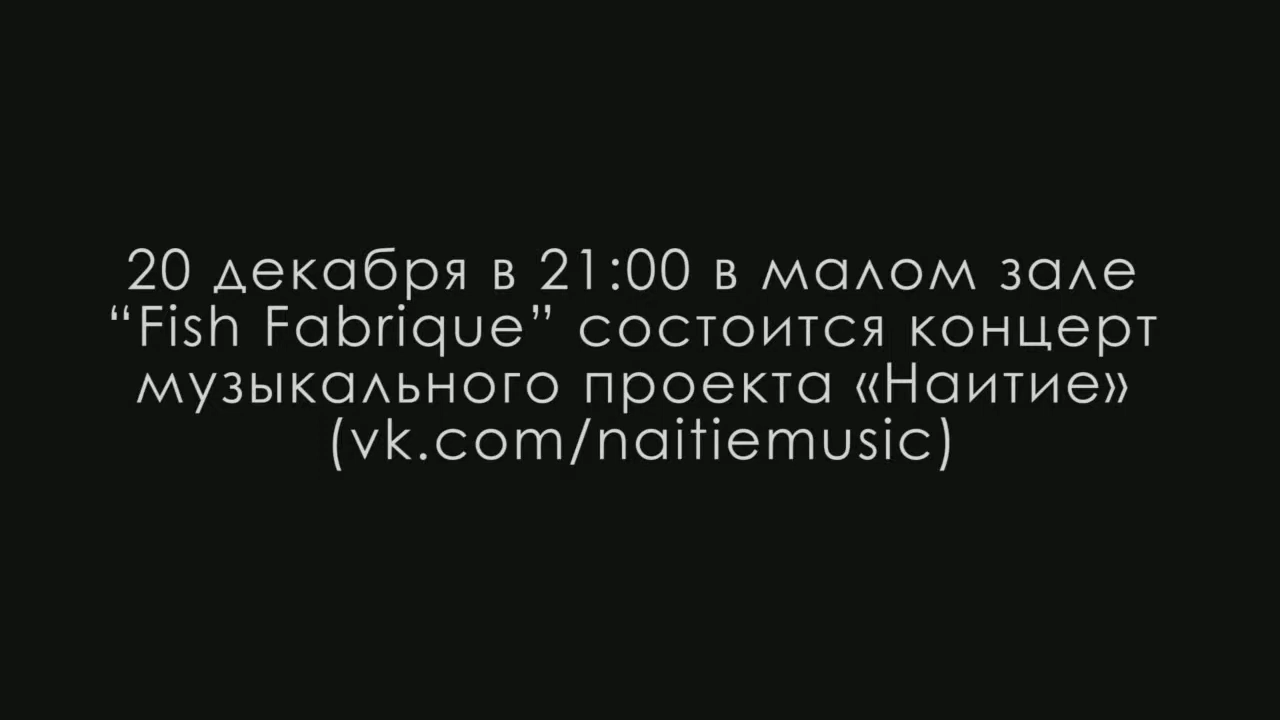 20 декабря в 21:00 в малом зале
“Fish Fabrique” состоится концерт
музыкального проекта «Наитие»
(vk.com/naitiemusic)